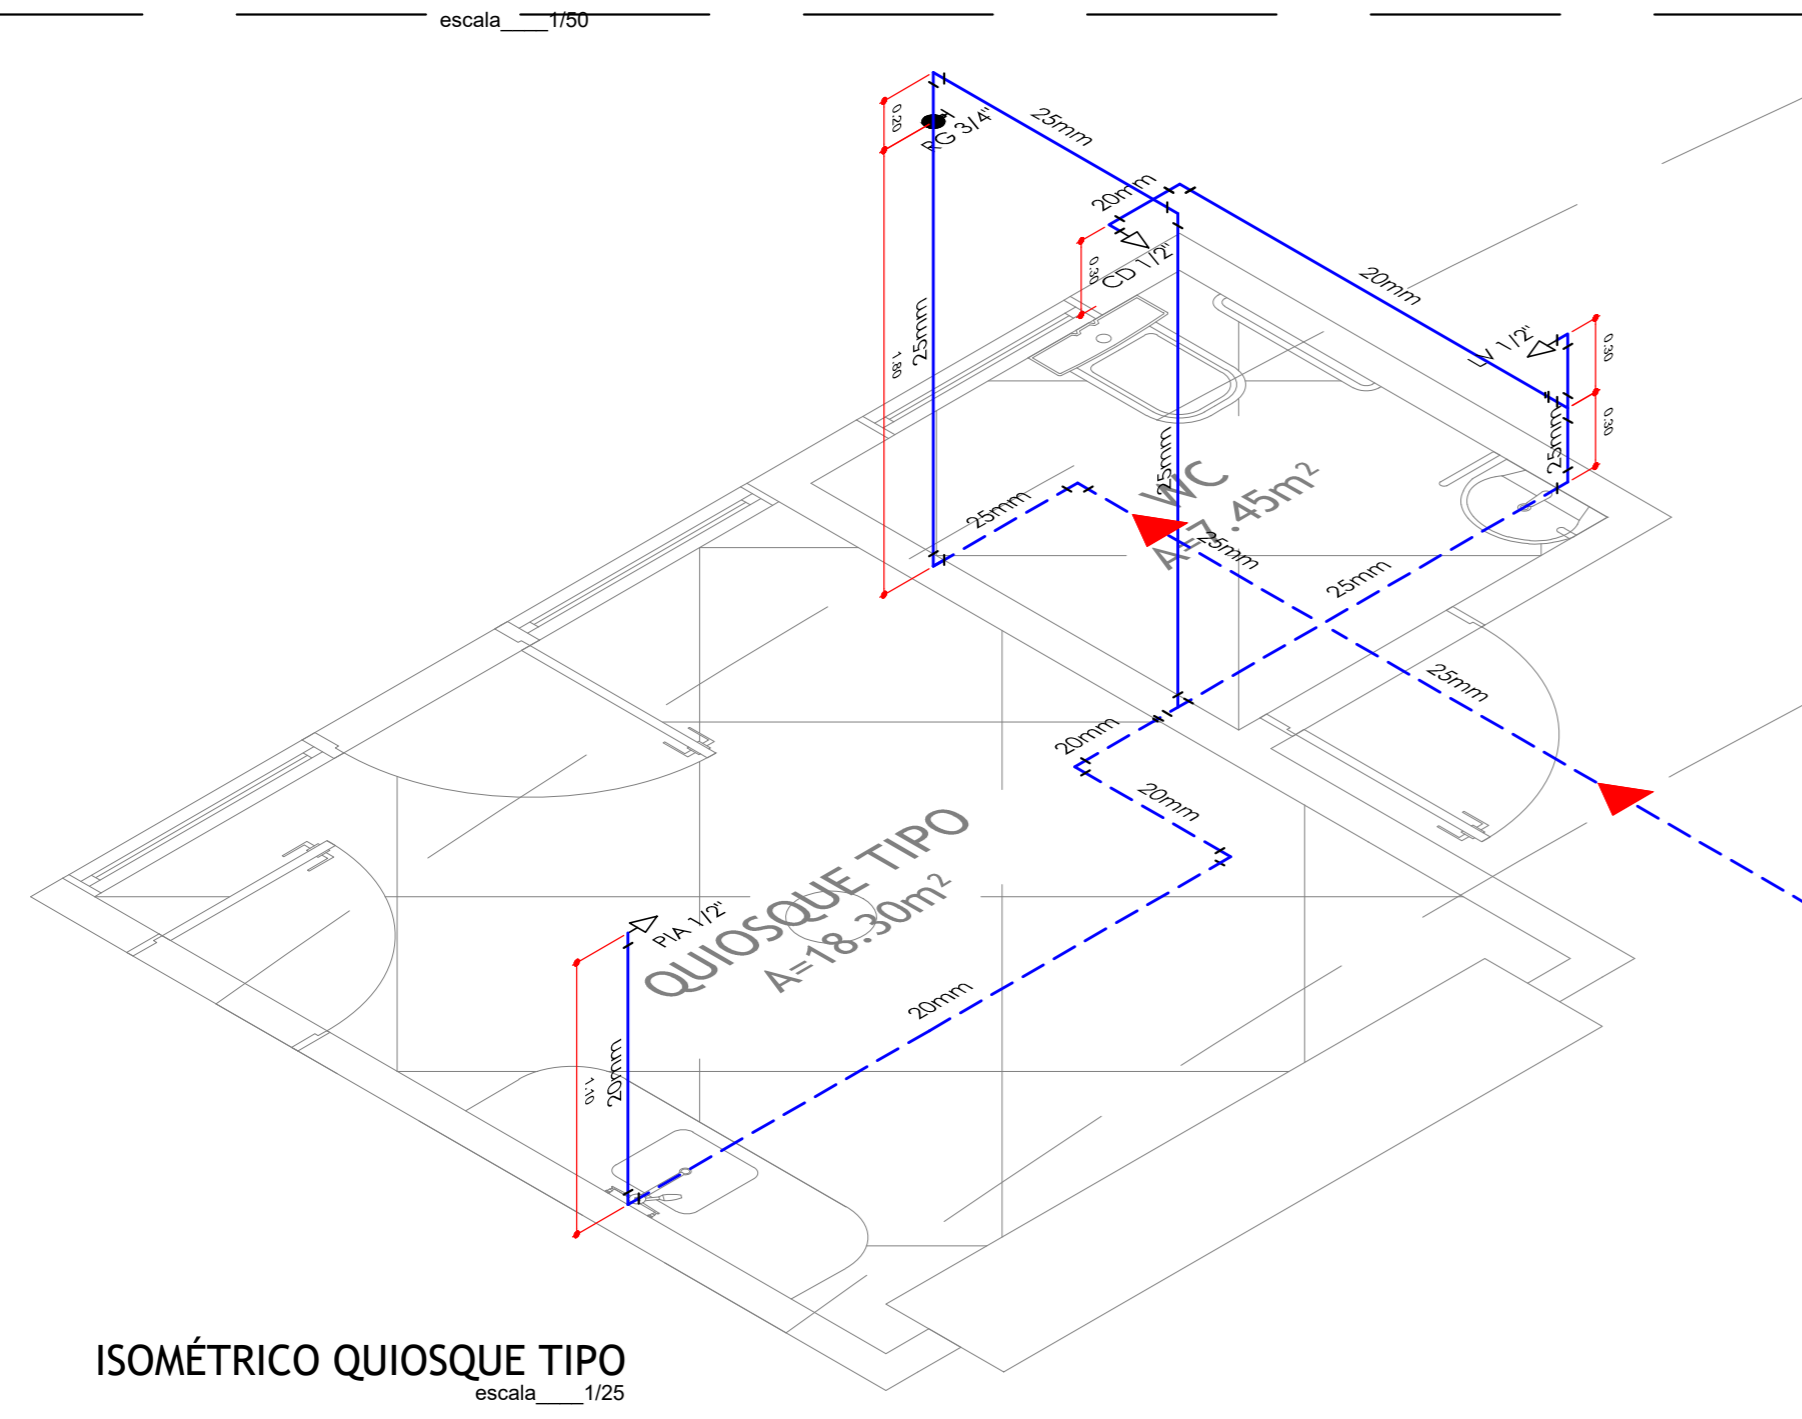 escala____1/50
0.20
RG 3/4"
25mm
20mm
0.30
CD 1/2"
20mm
LV 1/2"
0.30
0.30
25mm
1.80
25mm
25mm
WC
A=7.45m²
25mm
25mm
25mm
25mm
20mm
20mm
QUIOSQUE TIPO
A=18.30m²
PIA 1/2"
20mm
1.10
20mm
ISOMÉTRICO QUIOSQUE TIPO
escala____1/25